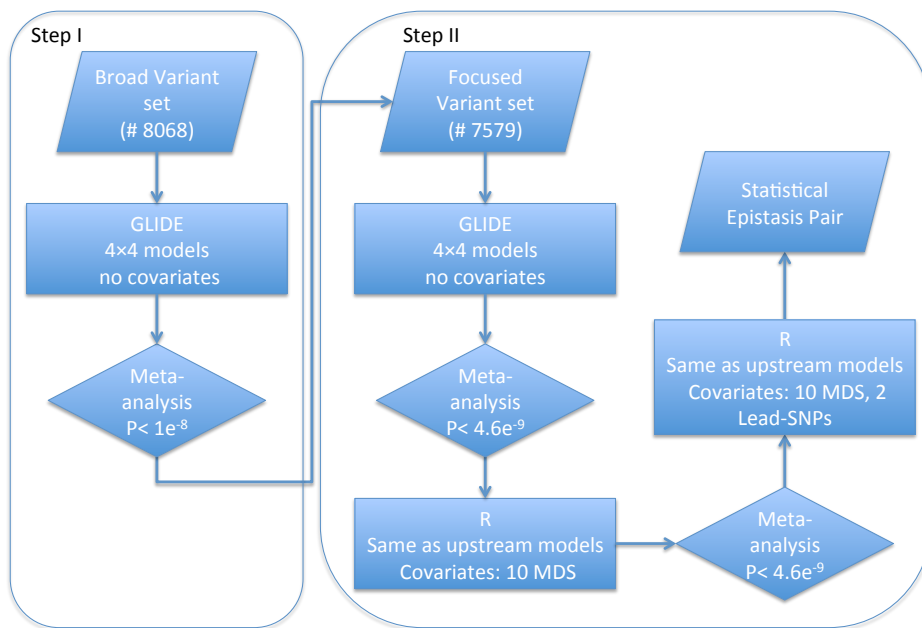 Step I
Broad Variant
set
(# 8068)
GLIDE
4×4 models
no covariates
Meta-
analysis
P< 1e-8
Step II
Focused
Variant set
(# 7579)
GLIDE
4×4 models
no covariates
Meta-
analysis
P< 4.6e-9
R
Same as upstream models
Covariates: 10 MDS
Meta-
analysis
P< 4.6e-9
R
Same as upstream models
Covariates: 10 MDS, 2
Lead-SNPs
Statistical
Epistasis Pair